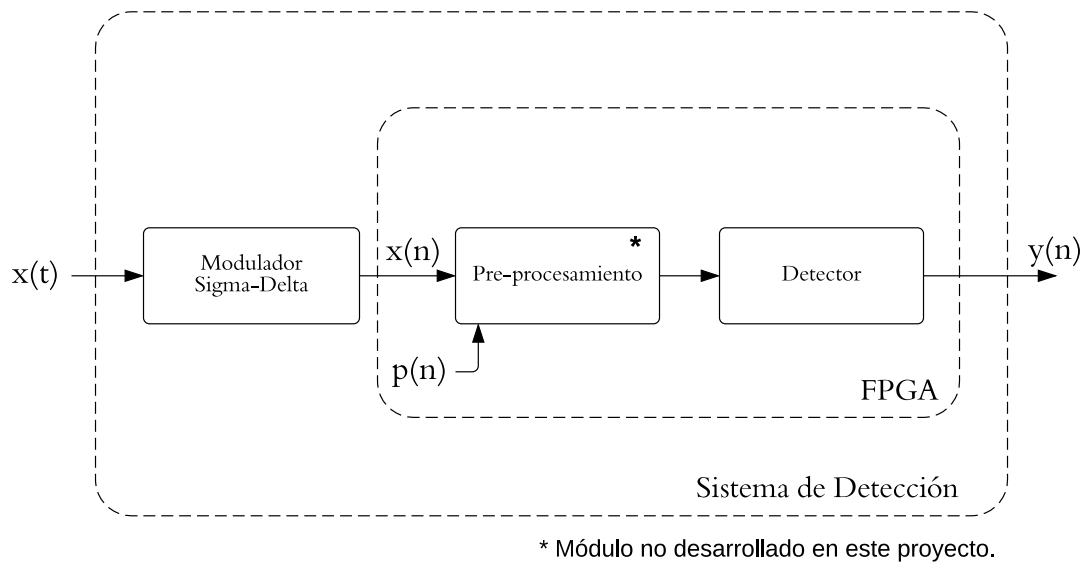 x(t)
Modulador
Sigma-Delta
x(n)
Pre-procesamiento
*
p(n)
Detector
y(n)
FPGA
Sistema de Detección
* Módulo no desarrollado en este proyecto.